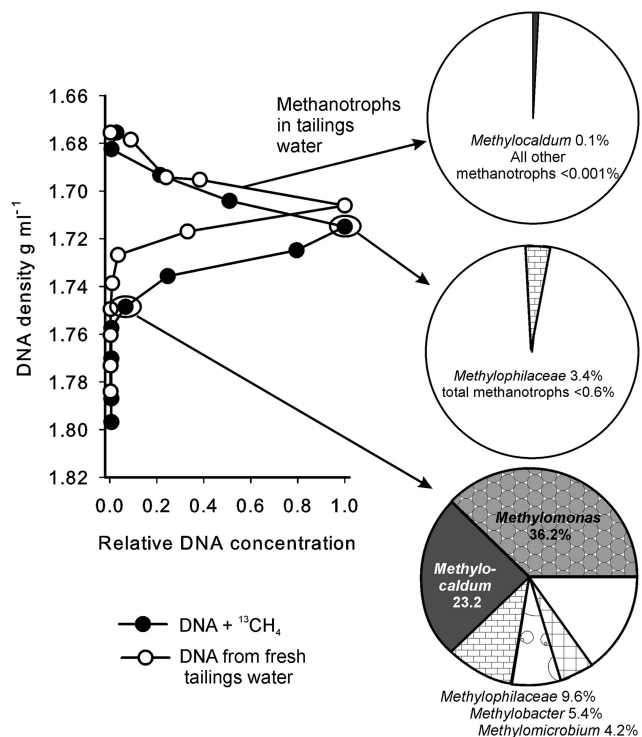 Methanotrophs
in tailings
water
DNA density g ml⁻¹
1.66
1.68
1.70
1.72
1.74
1.76
1.78
1.80
1.82
0.0 0.2 0.4 0.6 0.8 1.0
Relative DNA concentration
DNA + ¹³CH₄
DNA from fresh
tailings water
Methylocaldum 0.1%
All other
methanotrophs <0.001%
Methylophilaceae 3.4%
total methanotrophs <0.6%
Methylomonas
36.2%
Methylo-
caldum
23.2
Methylophilaceae 9.6%
Methylobacter 5.4%
Methylomicrobium 4.2%